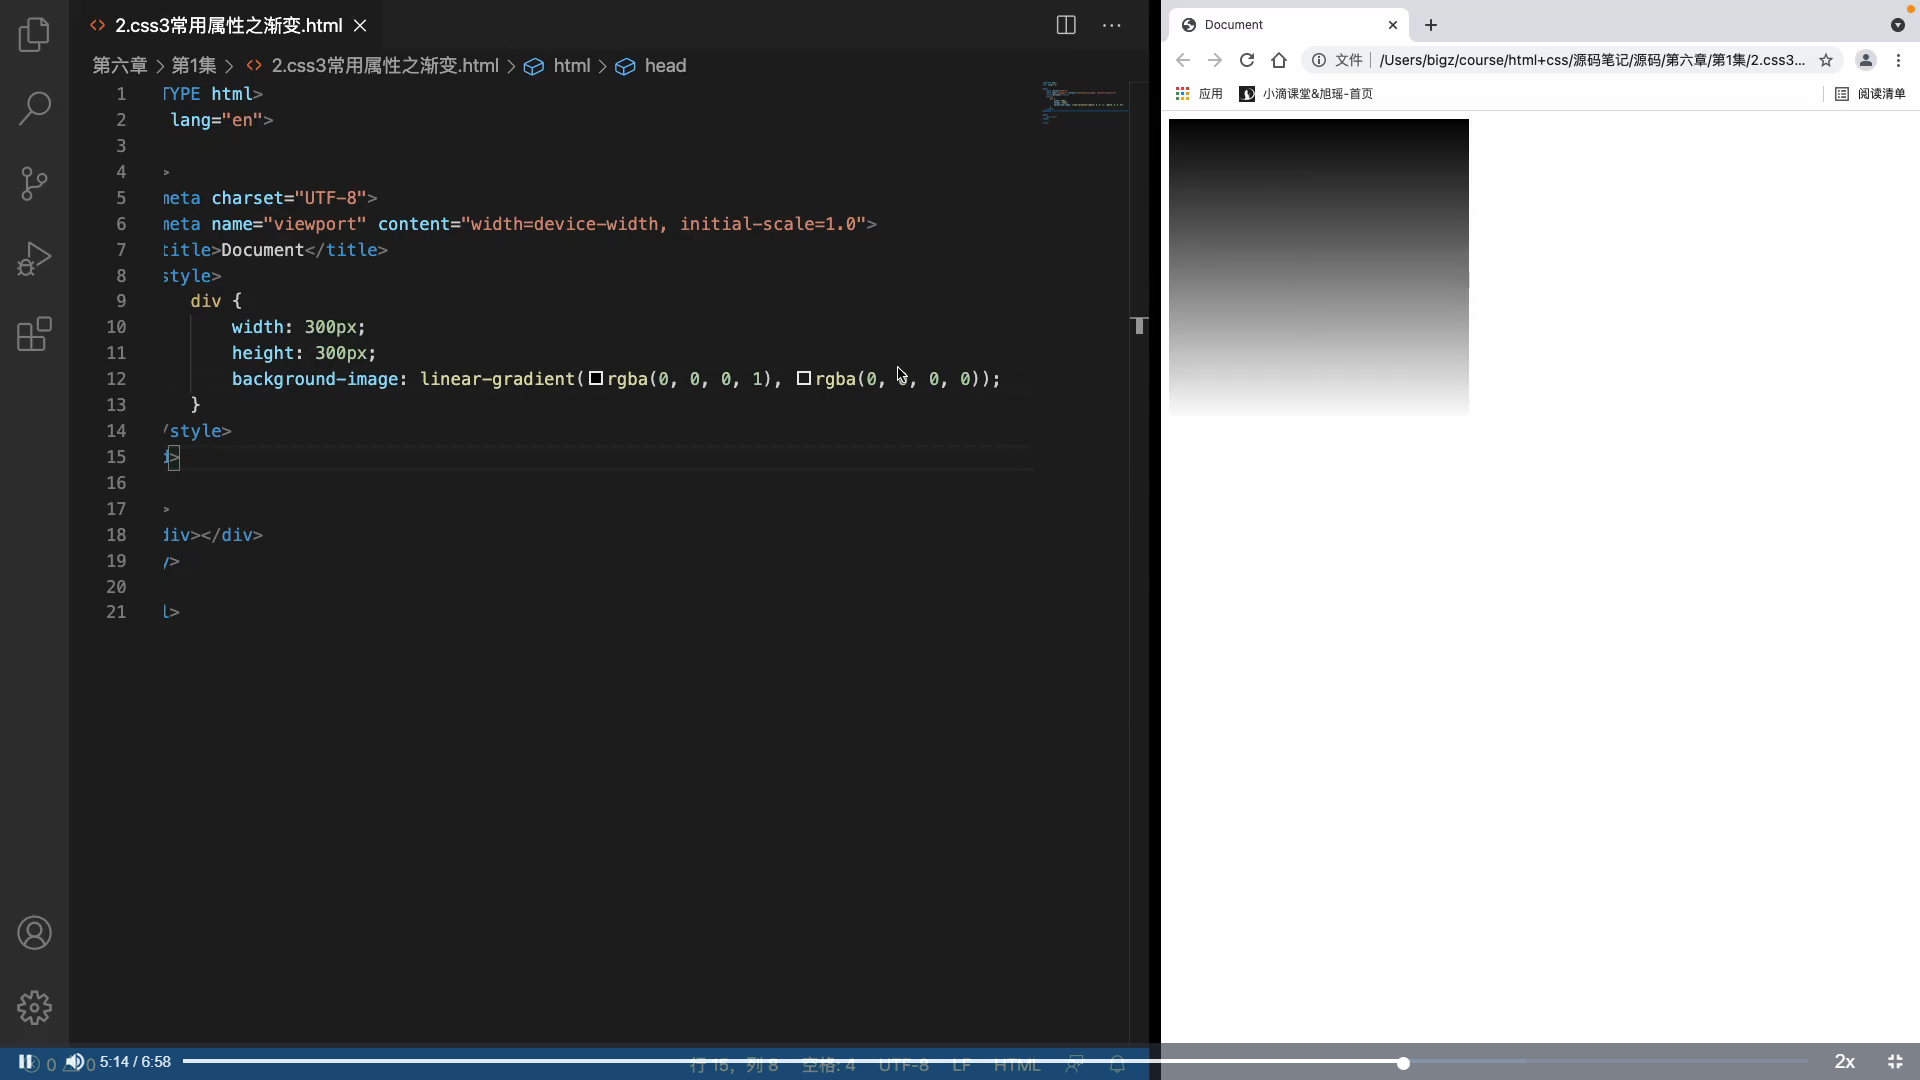 2.css3常用属性之渐变.html
第六章 > 第1集 > 2.css3常用属性之渐变.html > html > head
1 TYPE html>
2 lang="en">
3
4 >
5 meta charset="UTF-8">
6 meta name="viewport" content="width=device-width, initial-scale=1.0">
7 title>Document</title>
8 style>
9 div {
10 width: 300px;
11 height: 300px;
12 background-image: linear-gradient(rgba(0, 0, 0, 1), rgba(0, 0, 0, 0));
13 }
14 /style>
15 d>
16
17 >
18 div></div>
19 y>
20
21 l>
0 0 5:14 / 6:58 行 15，列 8 空格: 4 UTF-8 LF HTML 2x
Document
文件 /Users/bigz/course/html+css/源码笔记/源码/第六章/第1集/2.css3...
应用 小滴课堂&旭瑶-首页 阅读清单